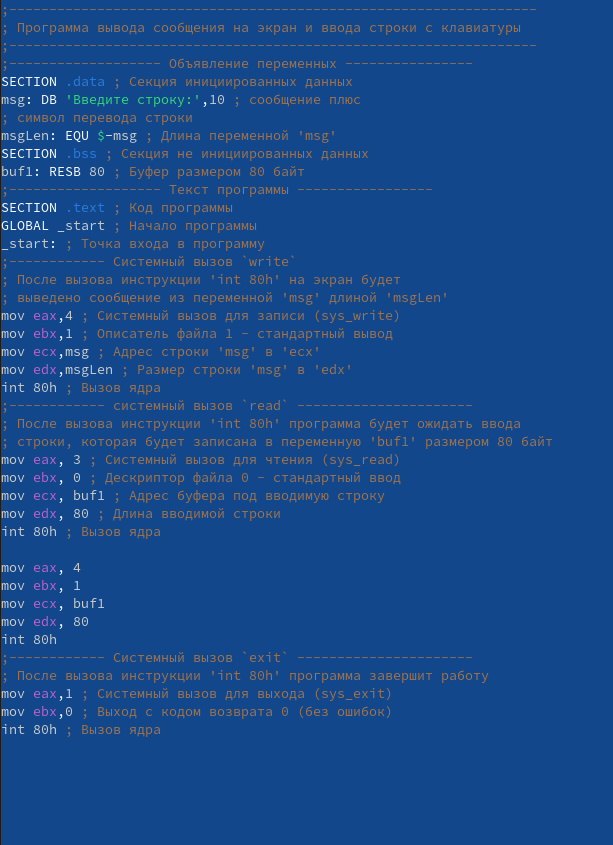 ;------------------------------------------------------------------
; Программа вывода сообщения на экран и ввода строки с клавиатуры
;------------------------------------------------------------------
;------------------- Объявление переменных ----------------
SECTION .data ; Секция инициированных данных
msg: DB 'Введите строку:',10 ; сообщение плюс
; символ перевода строки
msgLen: EQU $-msg ; Длина переменной 'msg'
SECTION .bss ; Секция не инициированных данных
buf1: RESB 80 ; Буфер размером 80 байт
;------------------- Текст программы -----------------
SECTION .text ; Код программы
GLOBAL _start ; Начало программы
_start: ; Точка входа в программу
;------------ Cистемный вызов `write`
; После вызова инструкции 'int 80h' на экран будет
; выведено сообщение из переменной 'msg' длиной 'msgLen'
mov eax,4 ; Системный вызов для записи (sys_write)
mov ebx,1 ; Описатель файла 1 - стандартный вывод
mov ecx,msg ; Адрес строки 'msg' в 'ecx'
mov edx,msgLen ; Размер строки 'msg' в 'edx'
int 80h ; Вызов ядра
;------------ системный вызов `read` ----------------------
; После вызова инструкции 'int 80h' программа будет ожидать ввода
; строки, которая будет записана в переменную 'buf1' размером 80 байт
mov eax, 3 ; Системный вызов для чтения (sys_read)
mov ebx, 0 ; Дескриптор файла 0 - стандартный ввод
mov ecx, buf1 ; Адрес буфера под вводимую строку
mov edx, 80 ; Длина вводимой строки
int 80h ; Вызов ядра
mov eax, 4
mov ebx, 1
mov ecx, buf1
mov edx, 80
int 80h
;------------ Системный вызов `exit` ----------------------
; После вызова инструкции 'int 80h' программа завершит работу
mov eax,1 ; Системный вызов для выхода (sys_exit)
mov ebx,0 ; Выход с кодом возврата 0 (без ошибок)
int 80h ; Вызов ядра